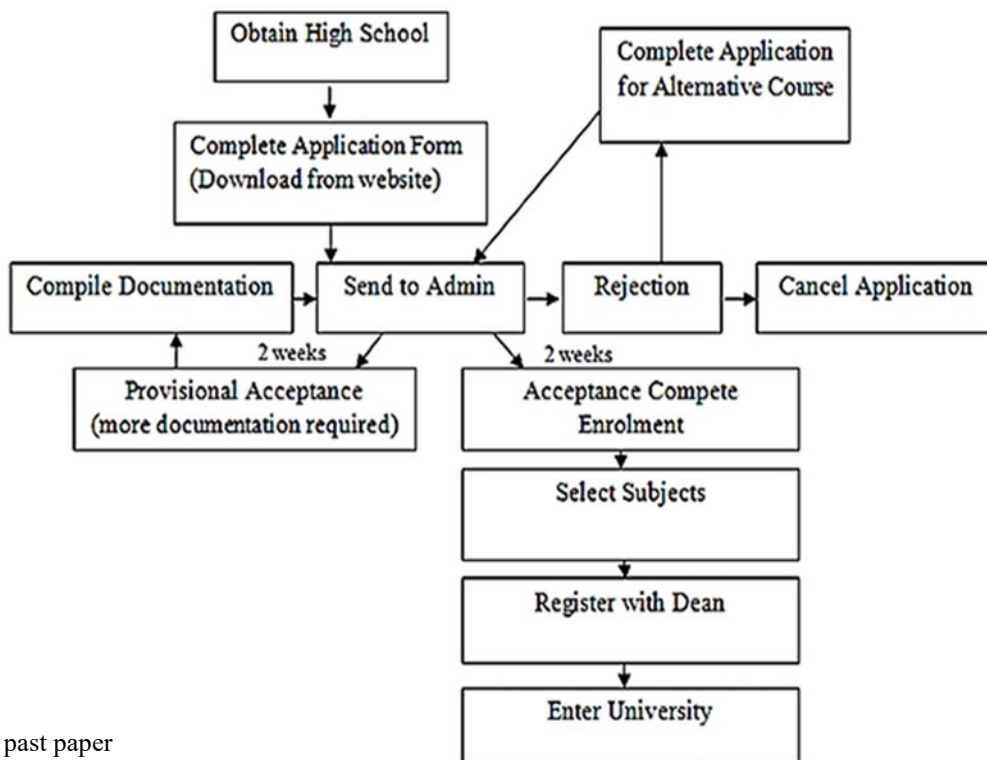 Obtain High School
Complete Application
for Alternative Course
Complete Application Form
(Download from website)
Compile Documentation
Send to Admin
Rejection
Cancel Application
2 weeks
2 weeks
Provisional Acceptance
(more documentation required)
Acceptance Compete
Enrolment
Select Subjects
Register with Dean
Enter University
past paper